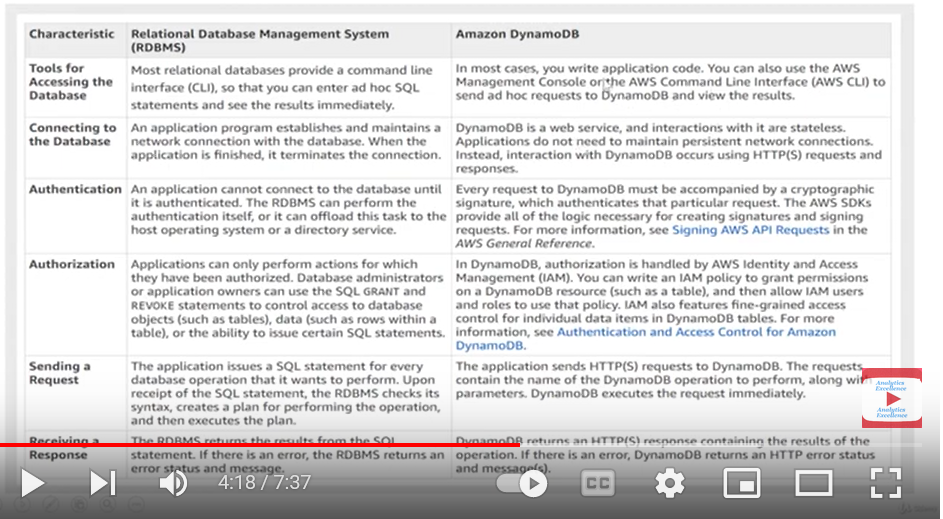 Characteristic
Relational Database Management System
(RDBMS)
Amazon DynamoDB
Tools for
Accessing the
Database
Most relational databases provide a command line
interface (CLI), so that you can enter ad hoc SQL
statements and see the results immediately.
In most cases, you write application code. You can also use the AWS
Management Console or the AWS Command Line Interface (AWS CLI) to
send ad hoc requests to DynamoDB and view the results.
Connecting to
the Database
An application program establishes and maintains a
network connection with the database. When the
application is finished, it terminates the connection.
DynamoDB is a web service, and interactions with it are stateless.
Applications do not need to maintain persistent network connections.
Instead, interaction with DynamoDB occurs using HTTP(S) requests and
responses.
Authentication
An application cannot connect to the database until
it is authenticated. The RDBMS can perform the
authentication itself, or it can offload this task to the
host operating system or a directory service.
Every request to DynamoDB must be accompanied by a cryptographic
signature, which authenticates that particular request. The AWS SDKs
provide all of the logic necessary for creating signatures and signing
requests. For more information, see Signing AWS API Requests in the
AWS General Reference.
Authorization
Applications can only perform actions for which
they have been authorized. Database administrators
or application owners can use the SQL GRANT and
REVOKE statements to control access to database
objects (such as tables), data (such as rows within a
table), or the ability to issue certain SQL statements.
In DynamoDB, authorization is handled by AWS Identity and Access
Management (IAM). You can write an IAM policy to grant permissions
on a DynamoDB resource (such as a table), and then allow IAM users
and roles to use that policy. IAM also features fine-grained access
control for individual data items in DynamoDB tables. For more
information, see Authentication and Access Control for Amazon
DynamoDB.
Sending a
Request
The application issues a SQL statement for every
database operation that it wants to perform. Upon
receipt of the SQL statement, the RDBMS checks its
syntax, creates a plan for performing the operation,
and then executes the plan.
The application sends HTTP(S) requests to DynamoDB. The requests
contain the name of the DynamoDB operation to perform, along with
parameters. DynamoDB executes the request immediately.
Analytics
Excellence
Analytics
Excellence
Receiving a
Response
The RDBMS returns the results from the SQL
statement. If there is an error, the RDBMS returns an
error status and message.
DynamoDB returns an HTTP(S) response containing the results of the
operation. If there is an error, DynamoDB returns an HTTP error status
and message(s).
4:18 / 7:37
CC